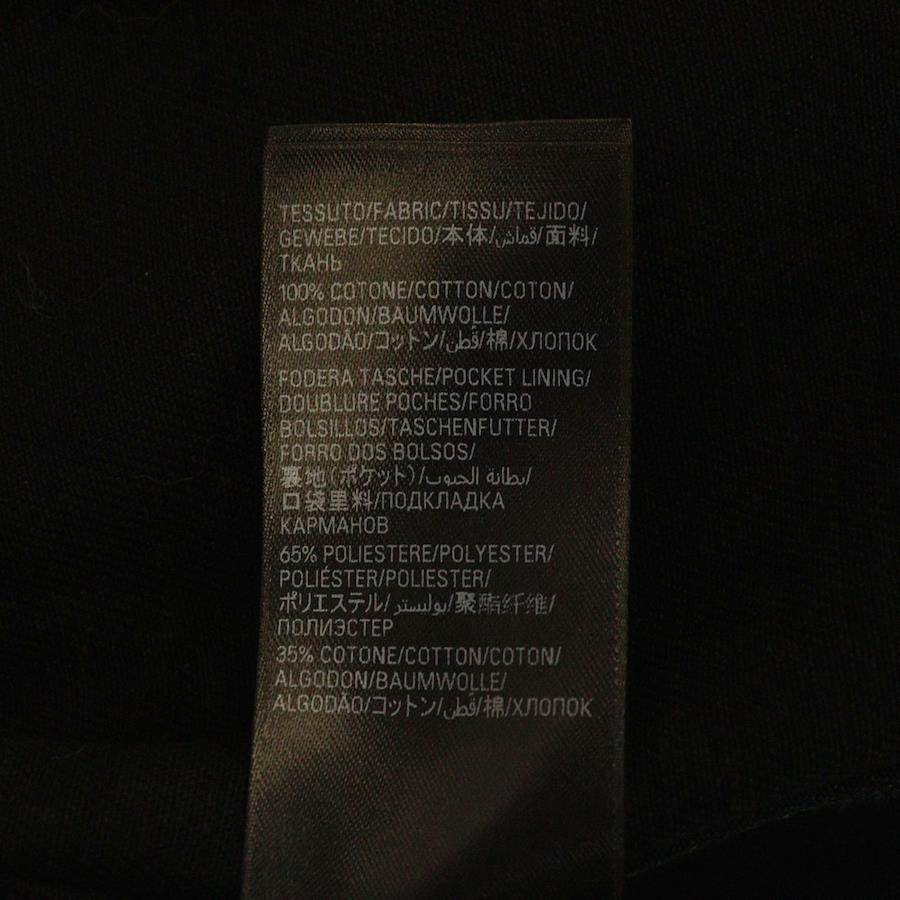 TESSUTO/FABRIC/TISSU/TEJIDO/
GEWEBE/TECIDO/本体/قماش/面料/
ТКАНЬ
100% COTONE/COTTON/COTON/
ALGODON/BAUMWOLLE/
ALGODÃO/コットン/قُطن/棉/ХЛОПОК
FODERA TASCHE/POCKET LINING/
DOUBLURE POCHES/FORRO
BOLSILLOS/TASCHENFUTTER/
FORRO DOS BOLSOS/
裏地(ポケット)/بطانة الجيوب/
口袋里料/ПОДКЛАДКА
КАРМАНОВ
65% POLIESTERE/POLYESTER/
POLIÉSTER/POLIESTER/
ポリエステル/بوليستر/聚酯纤维/
ПОЛИЭСТЕР
35% COTONE/COTTON/COTON/
ALGODON/BAUMWOLLE/
ALGODÃO/コットン/قُطن/棉/ХЛОПОК